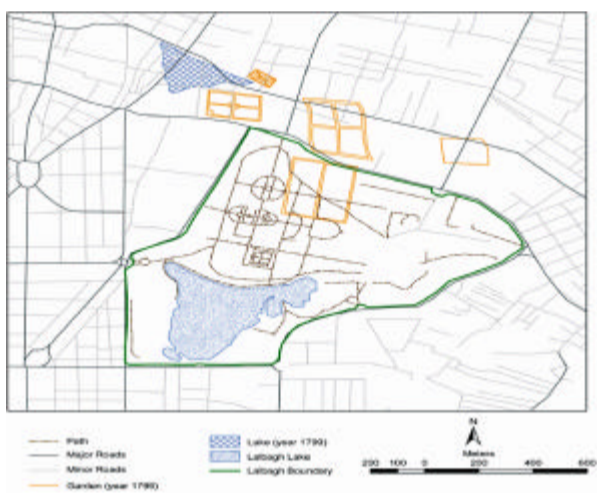 N
Path
Major Roads
Minor Roads
Garden (year 1799)
Lake (year 1799)
Lalbagh Lake
Lalbagh Boundary
Meters
200 100 0 200 400 600